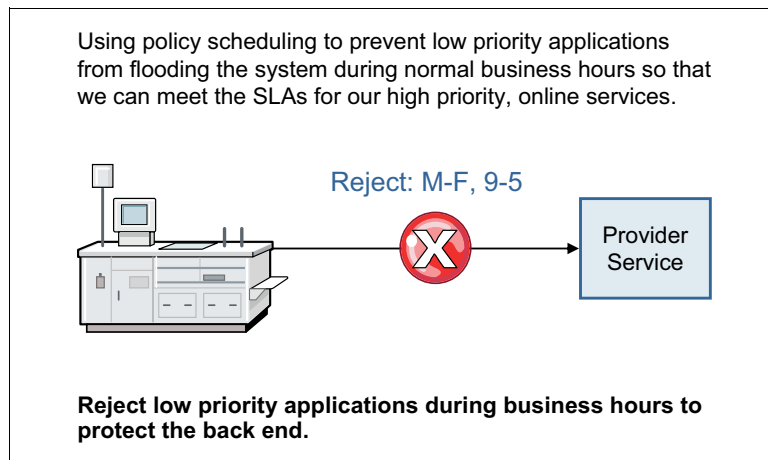 Using policy scheduling to prevent low priority applications
from flooding the system during normal business hours so that
we can meet the SLAs for our high priority, online services.
Reject: M-F, 9-5
X
Provider
Service
Reject low priority applications during business hours to
protect the back end.